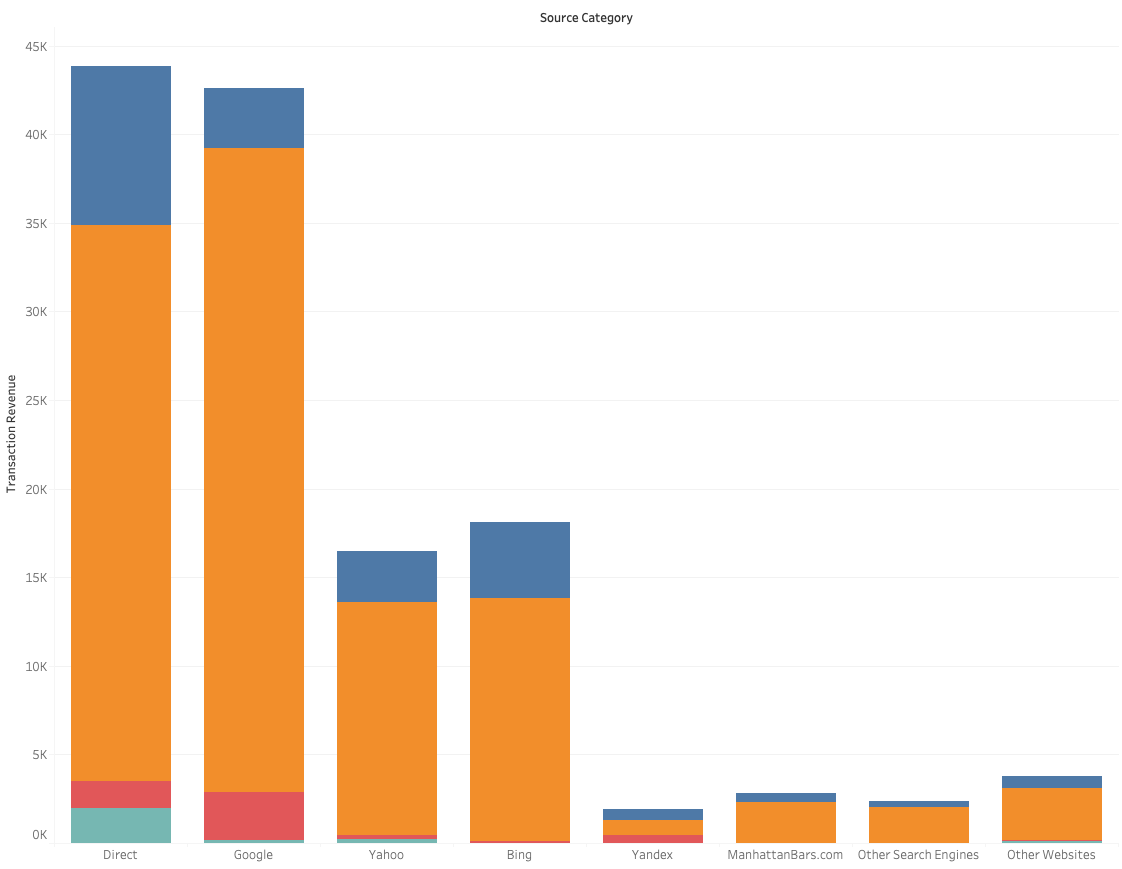 Source Category
45K
40K
35K
30K
25K
20K
15K
10K
5K
0K
Transaction Revenue
Direct
Google
Yahoo
Bing
Yandex
ManhattanBars.com
Other Search Engines
Other Websites